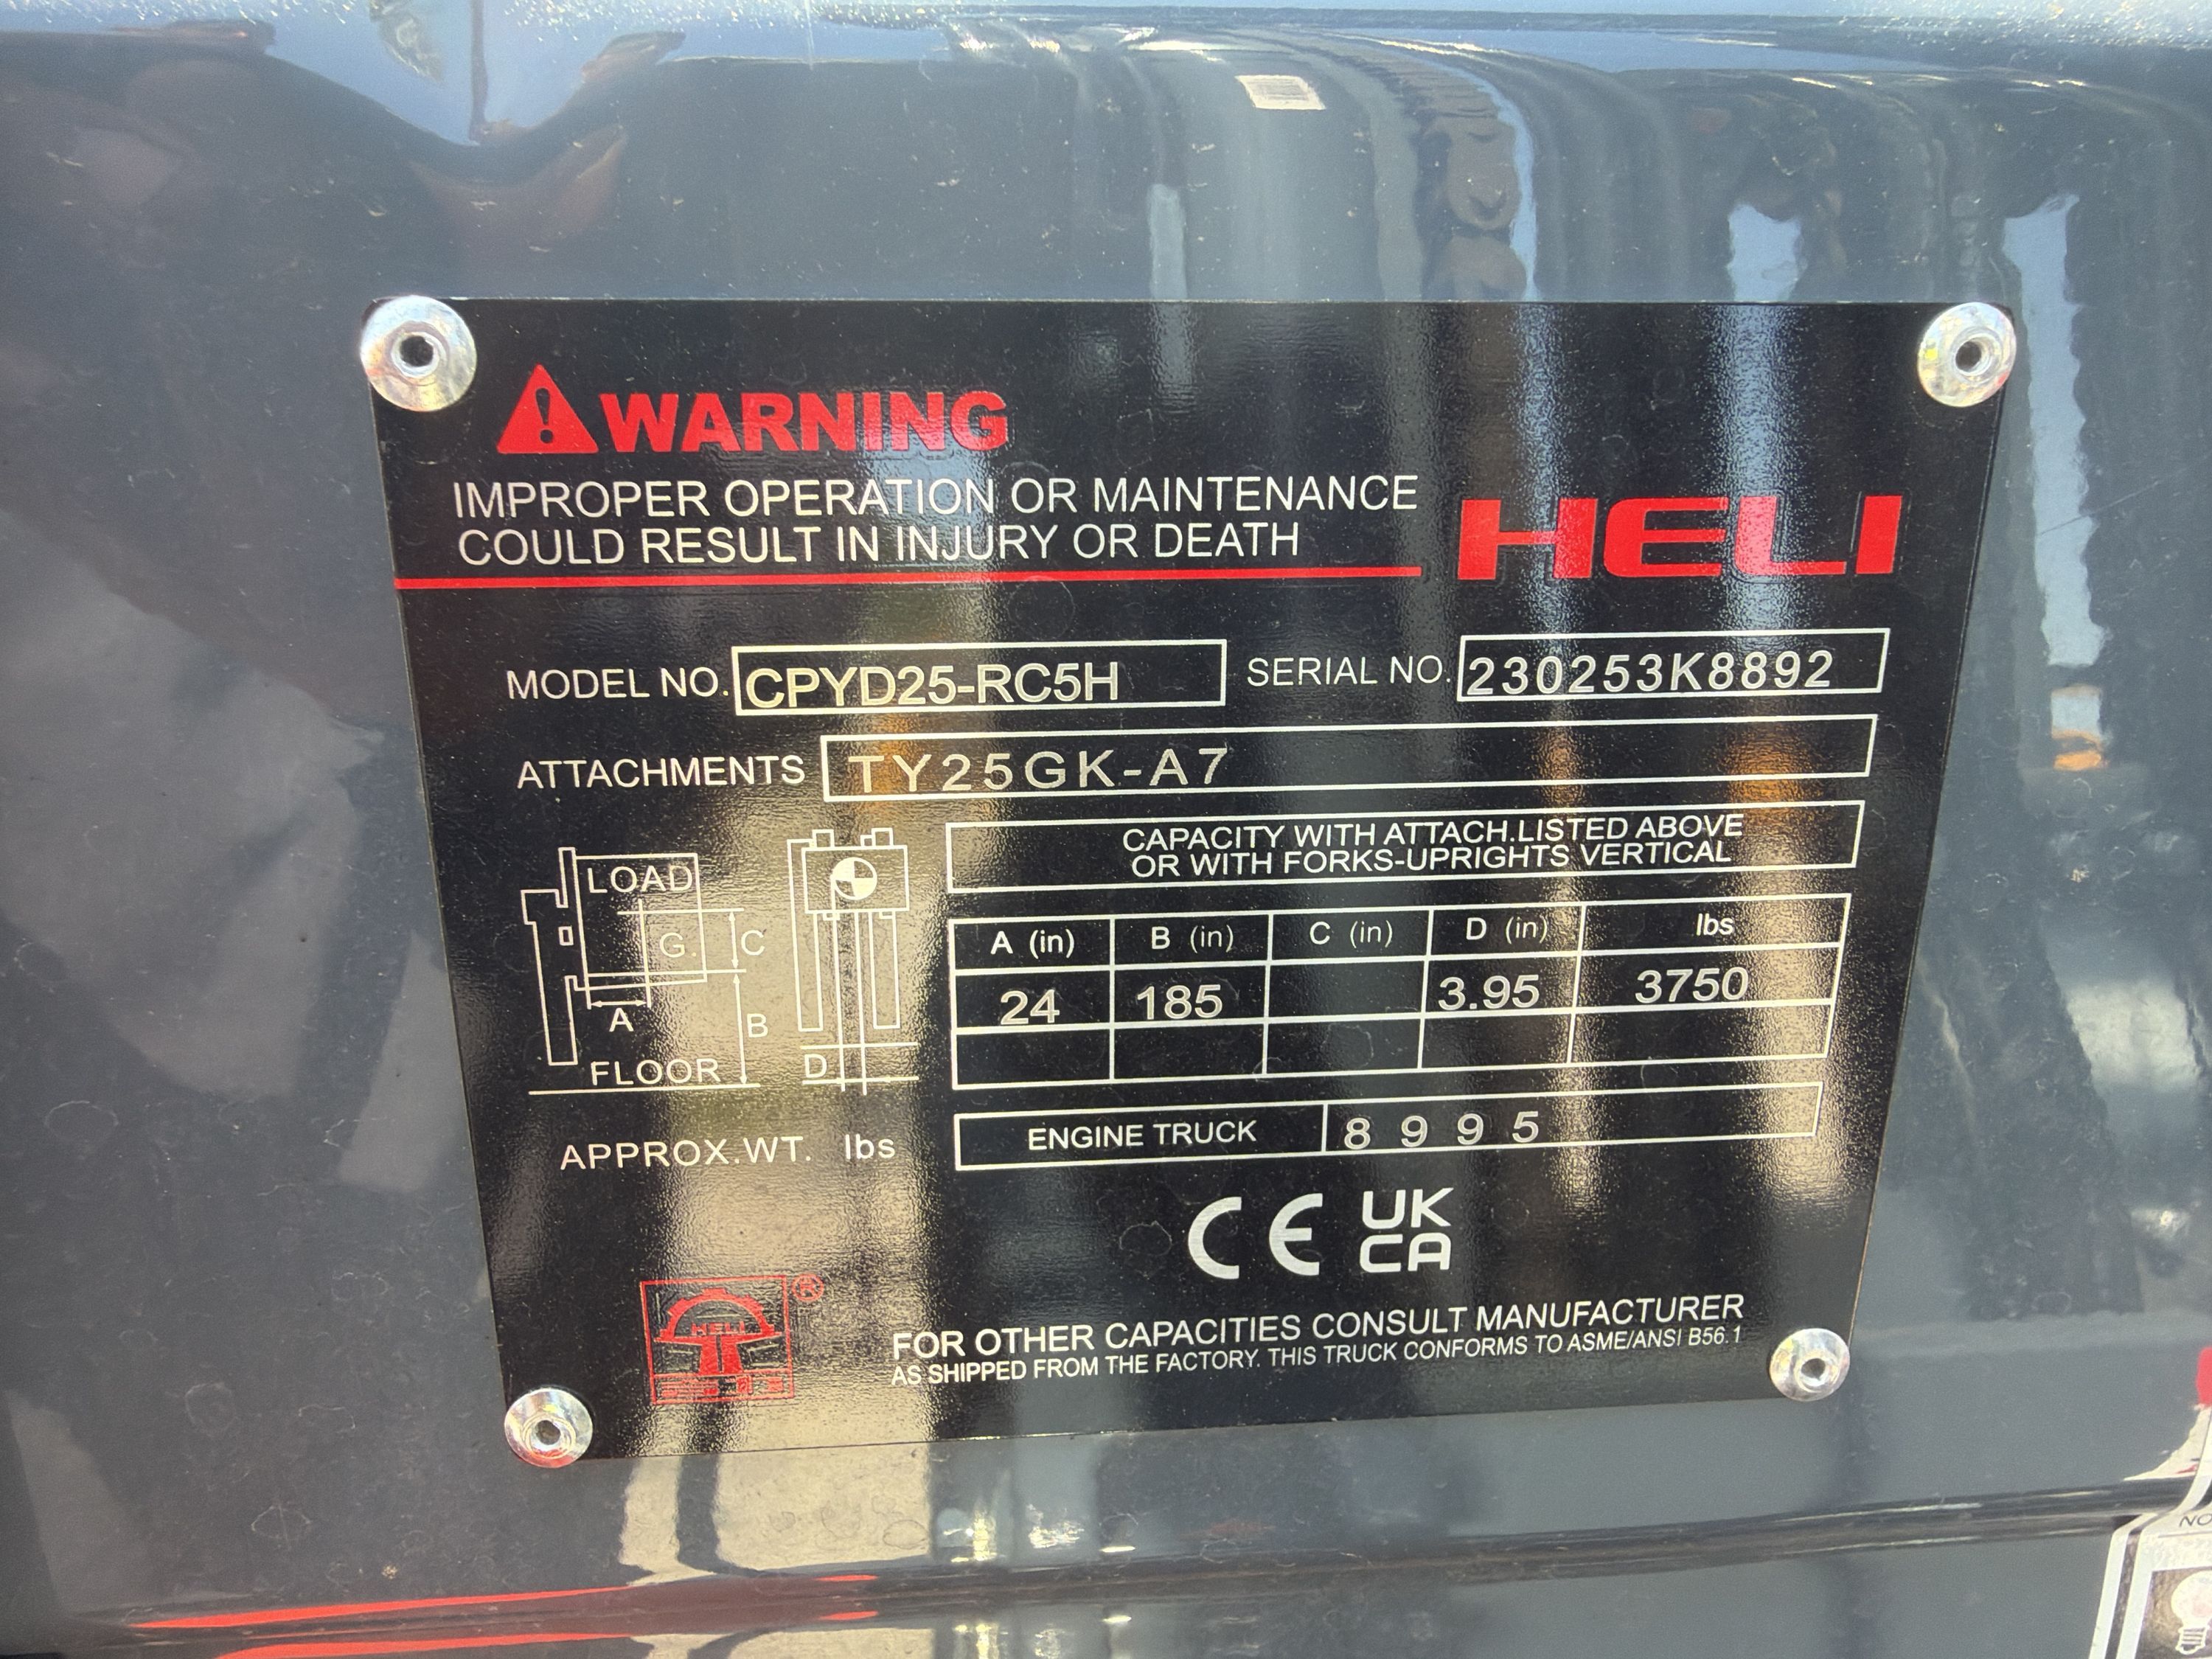 WARNING
IMPROPER OPERATION OR MAINTENANCE
COULD RESULT IN INJURY OR DEATH
HELI
MODEL NO. CPYD25-RC5H SERIAL NO. 230253K8892
ATTACHMENTS TY25GK-A7
CAPACITY WITH ATTACH.LISTED ABOVE
OR WITH FORKS-UPRIGHTS VERTICAL
LOAD
G.
C
A
B
FLOOR
D
A (in) B (in) C (in) D (in) lbs
24 185 3.95 3750
APPROX.WT. lbs
ENGINE TRUCK 8995
CE UK
CA
HELI ®
FOR OTHER CAPACITIES CONSULT MANUFACTURER
AS SHIPPED FROM THE FACTORY. THIS TRUCK CONFORMS TO ASME/ANSI B56.1
NO